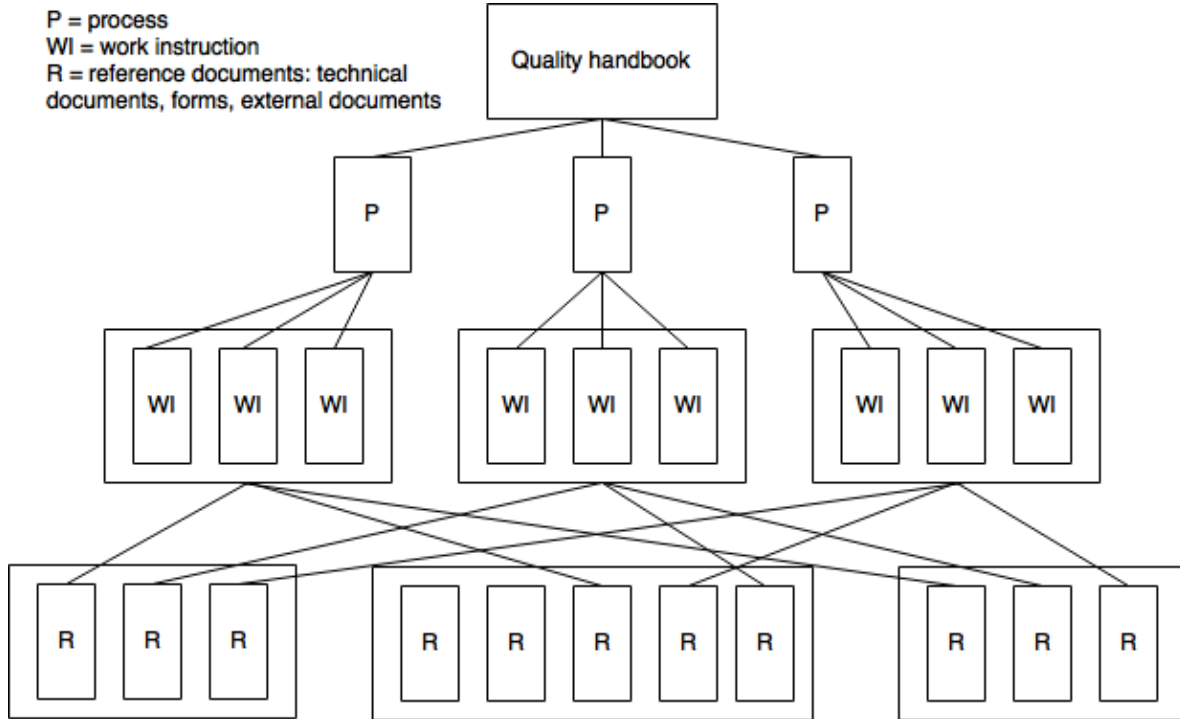 P = process
WI = work instruction
R = reference documents: technical
documents, forms, external documents
Quality handbook
P P P
WI WI WI WI WI WI WI WI WI
R R R R R R R R R R R